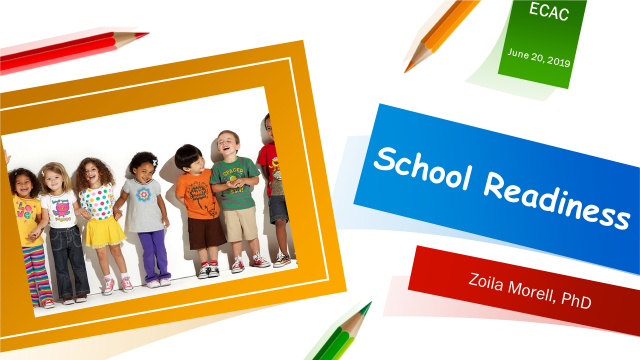 ECAC
June 20, 2019
School Readiness
Zoila Morell, PhD